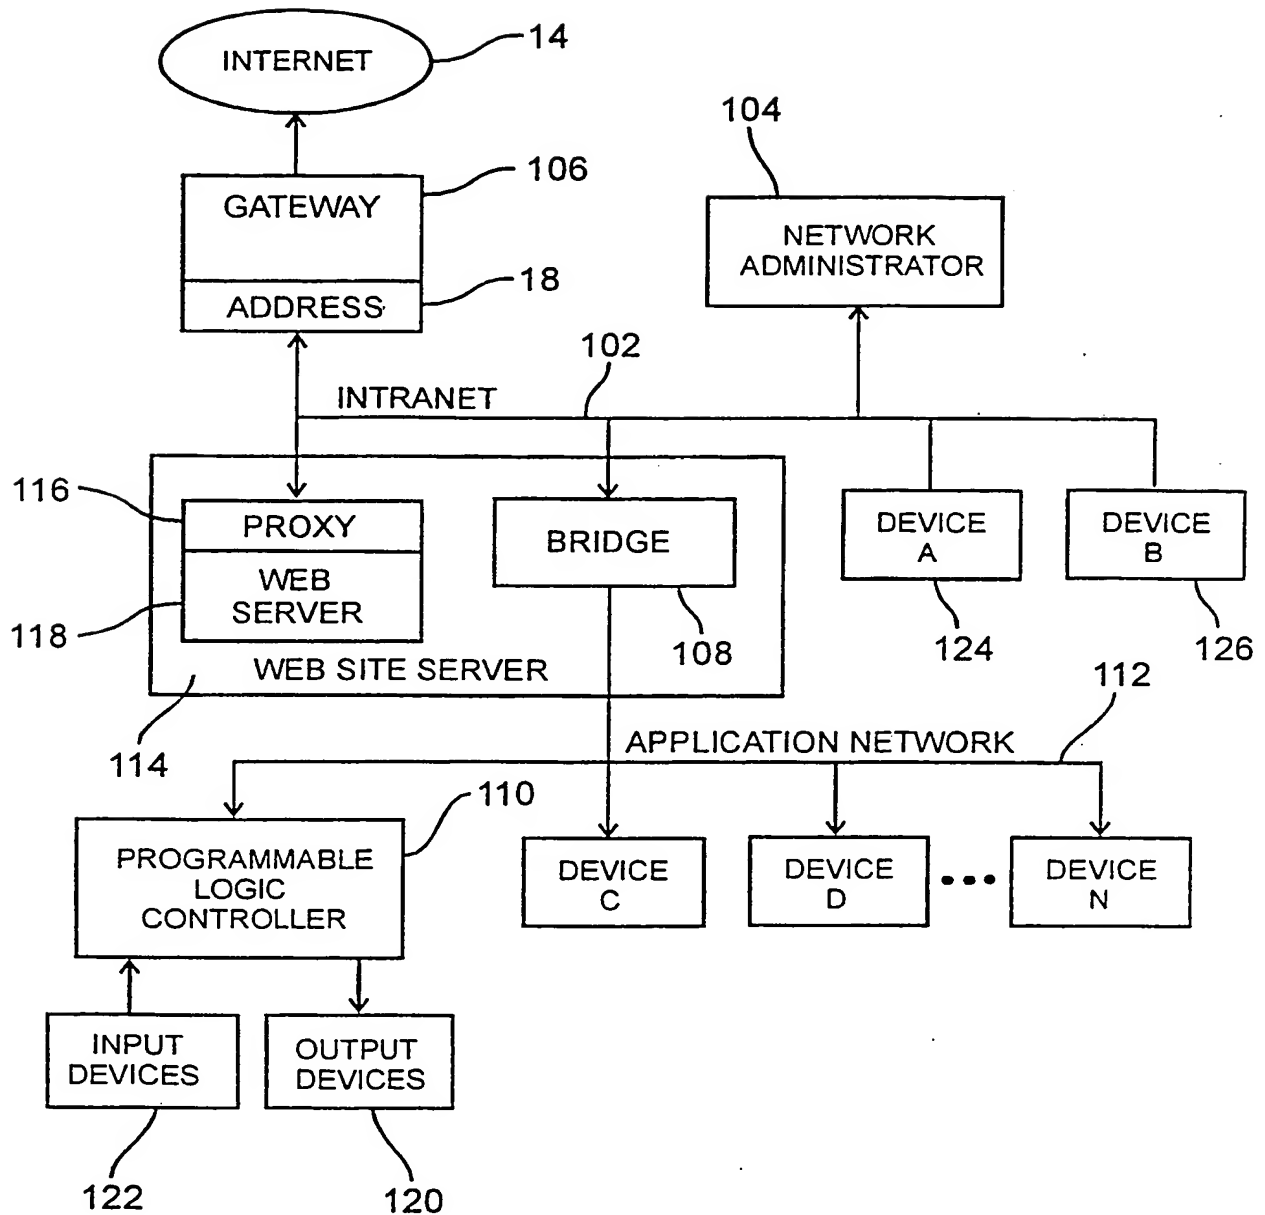 INTERNET
14
104
106
GATEWAY
NETWORK
ADMINISTRATOR
18
ADDRESS
102
INTRANET
116
PROXY
WEB
SERVER
118
BRIDGE
108
DEVICE
A
124
DEVICE
B
126
WEB SITE SERVER
114
112
APPLICATION NETWORK
110
PROGRAMMABLE
LOGIC
CONTROLLER
DEVICE
C
DEVICE
D
DEVICE
N
INPUT
DEVICES
OUTPUT
DEVICES
122
120